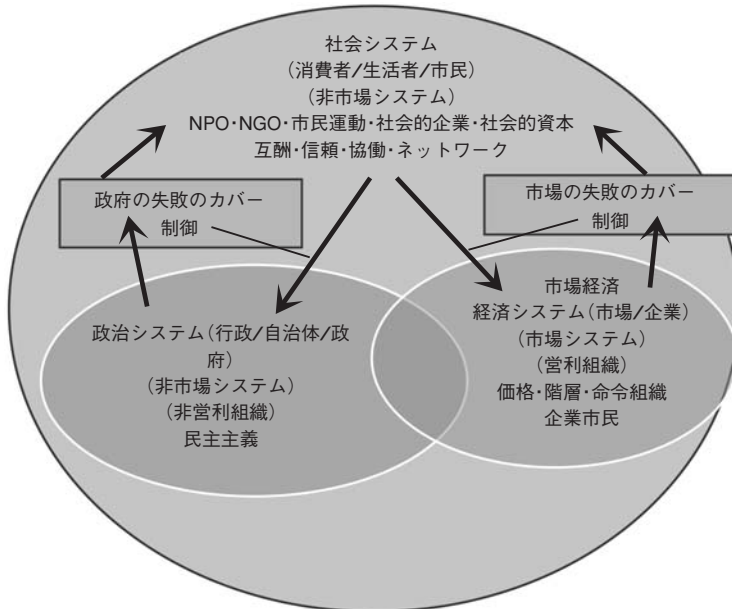 社会システム
(消費者/生活者/市民)
(非市場システム)
NPO･NGO･市民運動･社会的企業･社会的資本
互酬･信頼･協働･ネットワーク
政府の失敗のカバー
制御
市場の失敗のカバー
制御
政治システム(行政/自治体/政
府)
(非市場システム)
(非営利組織)
民主主義
市場経済
経済システム(市場/企業)
(市場システム)
(営利組織)
価格･階層･命令組織
企業市民